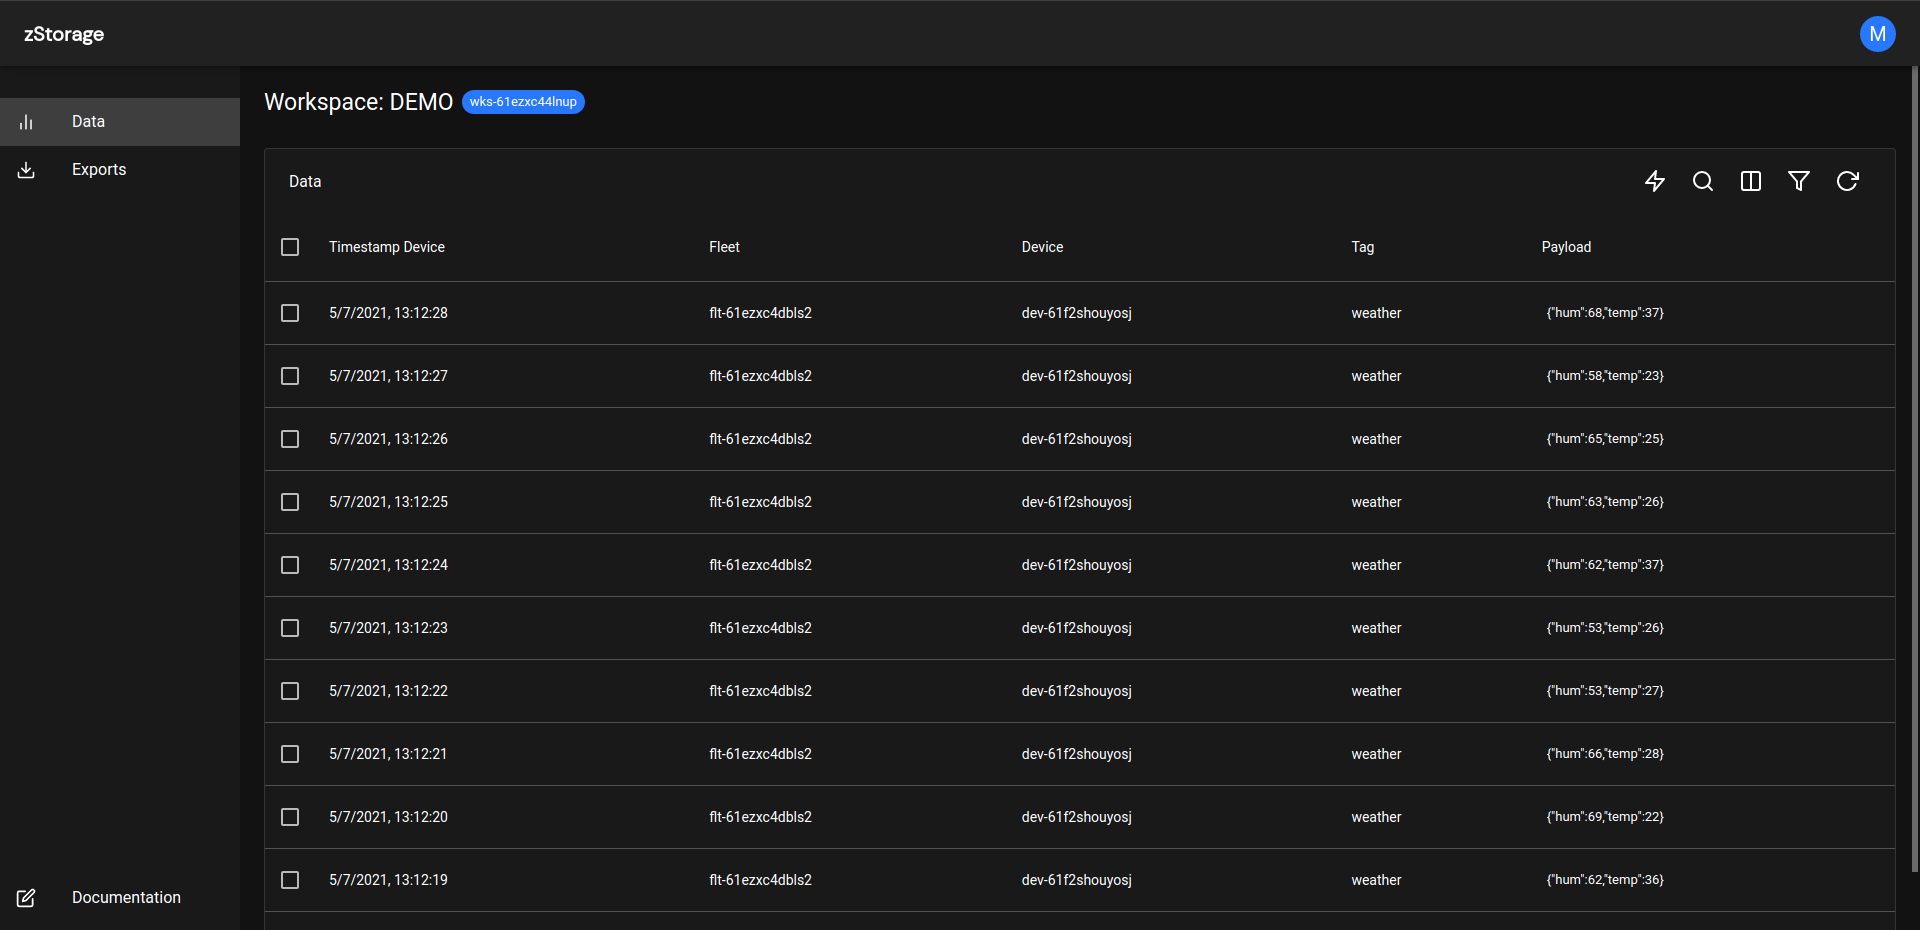 zStorage
M
Data
Exports
Documentation
Workspace: DEMO wks-61ezxc44lnup
Data
Timestamp Device Fleet Device Tag Payload
5/7/2021, 13:12:28 flt-61ezxc4dbls2 dev-61f2shouyosj weather {"hum":68,"temp":37}
5/7/2021, 13:12:27 flt-61ezxc4dbls2 dev-61f2shouyosj weather {"hum":58,"temp":23}
5/7/2021, 13:12:26 flt-61ezxc4dbls2 dev-61f2shouyosj weather {"hum":65,"temp":25}
5/7/2021, 13:12:25 flt-61ezxc4dbls2 dev-61f2shouyosj weather {"hum":63,"temp":26}
5/7/2021, 13:12:24 flt-61ezxc4dbls2 dev-61f2shouyosj weather {"hum":62,"temp":37}
5/7/2021, 13:12:23 flt-61ezxc4dbls2 dev-61f2shouyosj weather {"hum":53,"temp":26}
5/7/2021, 13:12:22 flt-61ezxc4dbls2 dev-61f2shouyosj weather {"hum":53,"temp":27}
5/7/2021, 13:12:21 flt-61ezxc4dbls2 dev-61f2shouyosj weather {"hum":66,"temp":28}
5/7/2021, 13:12:20 flt-61ezxc4dbls2 dev-61f2shouyosj weather {"hum":69,"temp":22}
5/7/2021, 13:12:19 flt-61ezxc4dbls2 dev-61f2shouyosj weather {"hum":62,"temp":36}